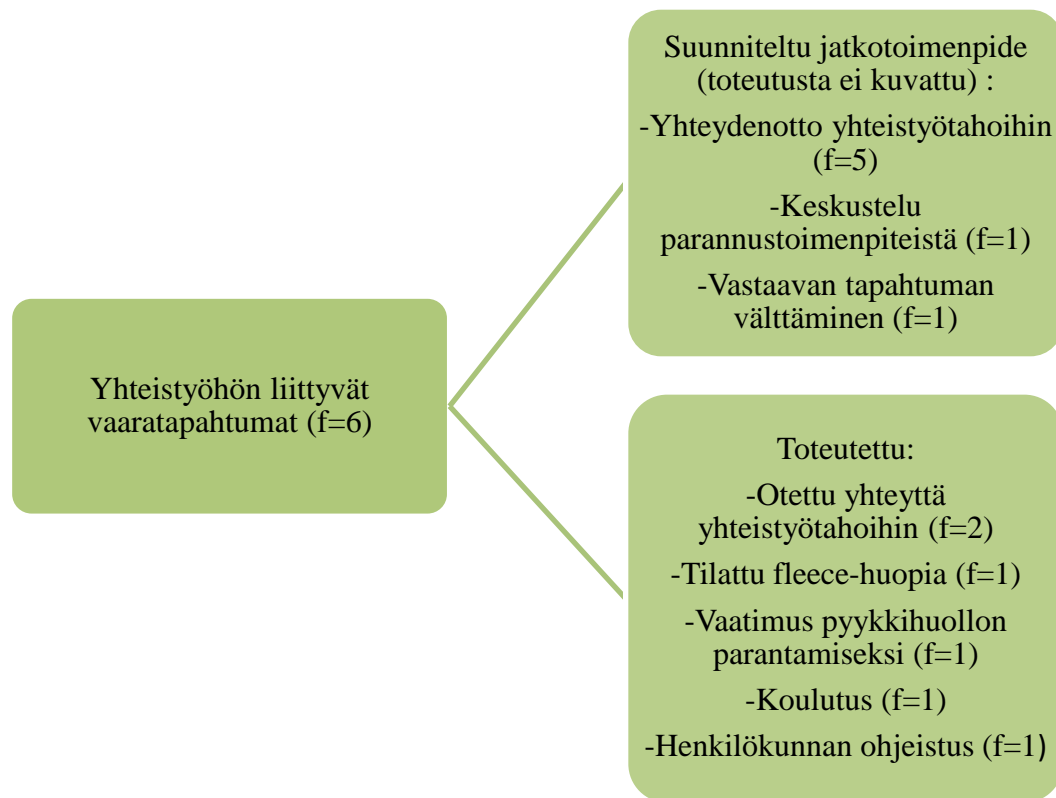 Yhteistyöhön liittyvät
vaaratapahtumat (f=6)
Suunniteltu jatkotoimenpide
(toteutusta ei kuvattu) :
-Yhteydenotto yhteistyötahoihin
(f=5)
-Keskustelu
parannustoimenpiteistä (f=1)
-Vastaavan tapahtuman
välttäminen (f=1)
Toteutettu:
-Otettu yhteyttä
yhteistyötahoihin (f=2)
-Tilattu fleece-huopia (f=1)
-Vaatimus pyykkihuollon
parantamiseksi (f=1)
-Koulutus (f=1)
-Henkilökunnan ohjeistus (f=1)